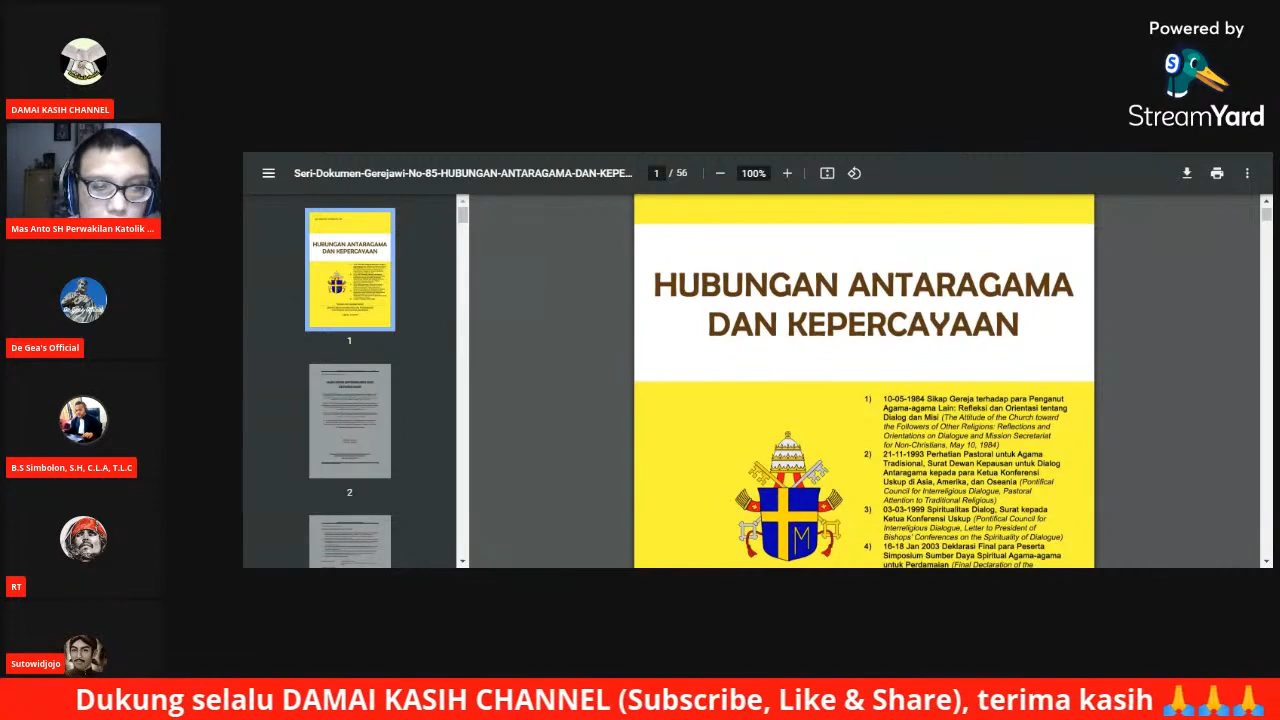 Powered by
StreamYard
DAMAI KASIH CHANNEL
Mas Anto SH Perwakilan Katolik ...
De Gea's Official
B.S Simbolon, S.H, C.L.A, T.L.C
RT
Sutowidjojo
Seri-Dokumen-Gerejawi-No-85-HUBUNGAN-ANTARAGAMA-DAN-KEPE...
1 / 56
100%
HUBUNGAN ANTARAGAMA
DAN KEPERCAYAAN
1
2
HUBUNGAN ANTARAGAMA
DAN KEPERCAYAAN
1) 10-05-1984 Sikap Gereja terhadap para Penganut
Agama-agama Lain: Refleksi dan Orientasi tentang
Dialog dan Misi (The Attitude of the Church toward
the Followers of Other Religions: Reflections and
Orientations on Dialogue and Mission Secretariat
for Non-Christians, May 10, 1984)
2) 21-11-1993 Perhatian Pastoral untuk Agama
Tradisional, Surat Dewan Kepausan untuk Dialog
Antaragama kepada para Ketua Konferensi
Uskup di Asia, Amerika, dan Oseania (Pontifical
Council for Interreligious Dialogue, Pastoral
Attention to Traditional Religious)
3) 03-03-1999 Spiritualitas Dialog, Surat kepada
Ketua Konferensi Uskup (Pontifical Council for
Interreligious Dialogue, Letter to President of
Bishops' Conferences on the Spirituality of Dialogue)
4) 16-18 Jan 2003 Deklarasi Final para Peserta
Simposium Sumber Daya Spiritual Agama-agama
untuk Perdamaian (Final Declaration of the
Dukung selalu DAMAI KASIH CHANNEL (Subscribe, Like & Share), terima kasih 🙏🙏🙏